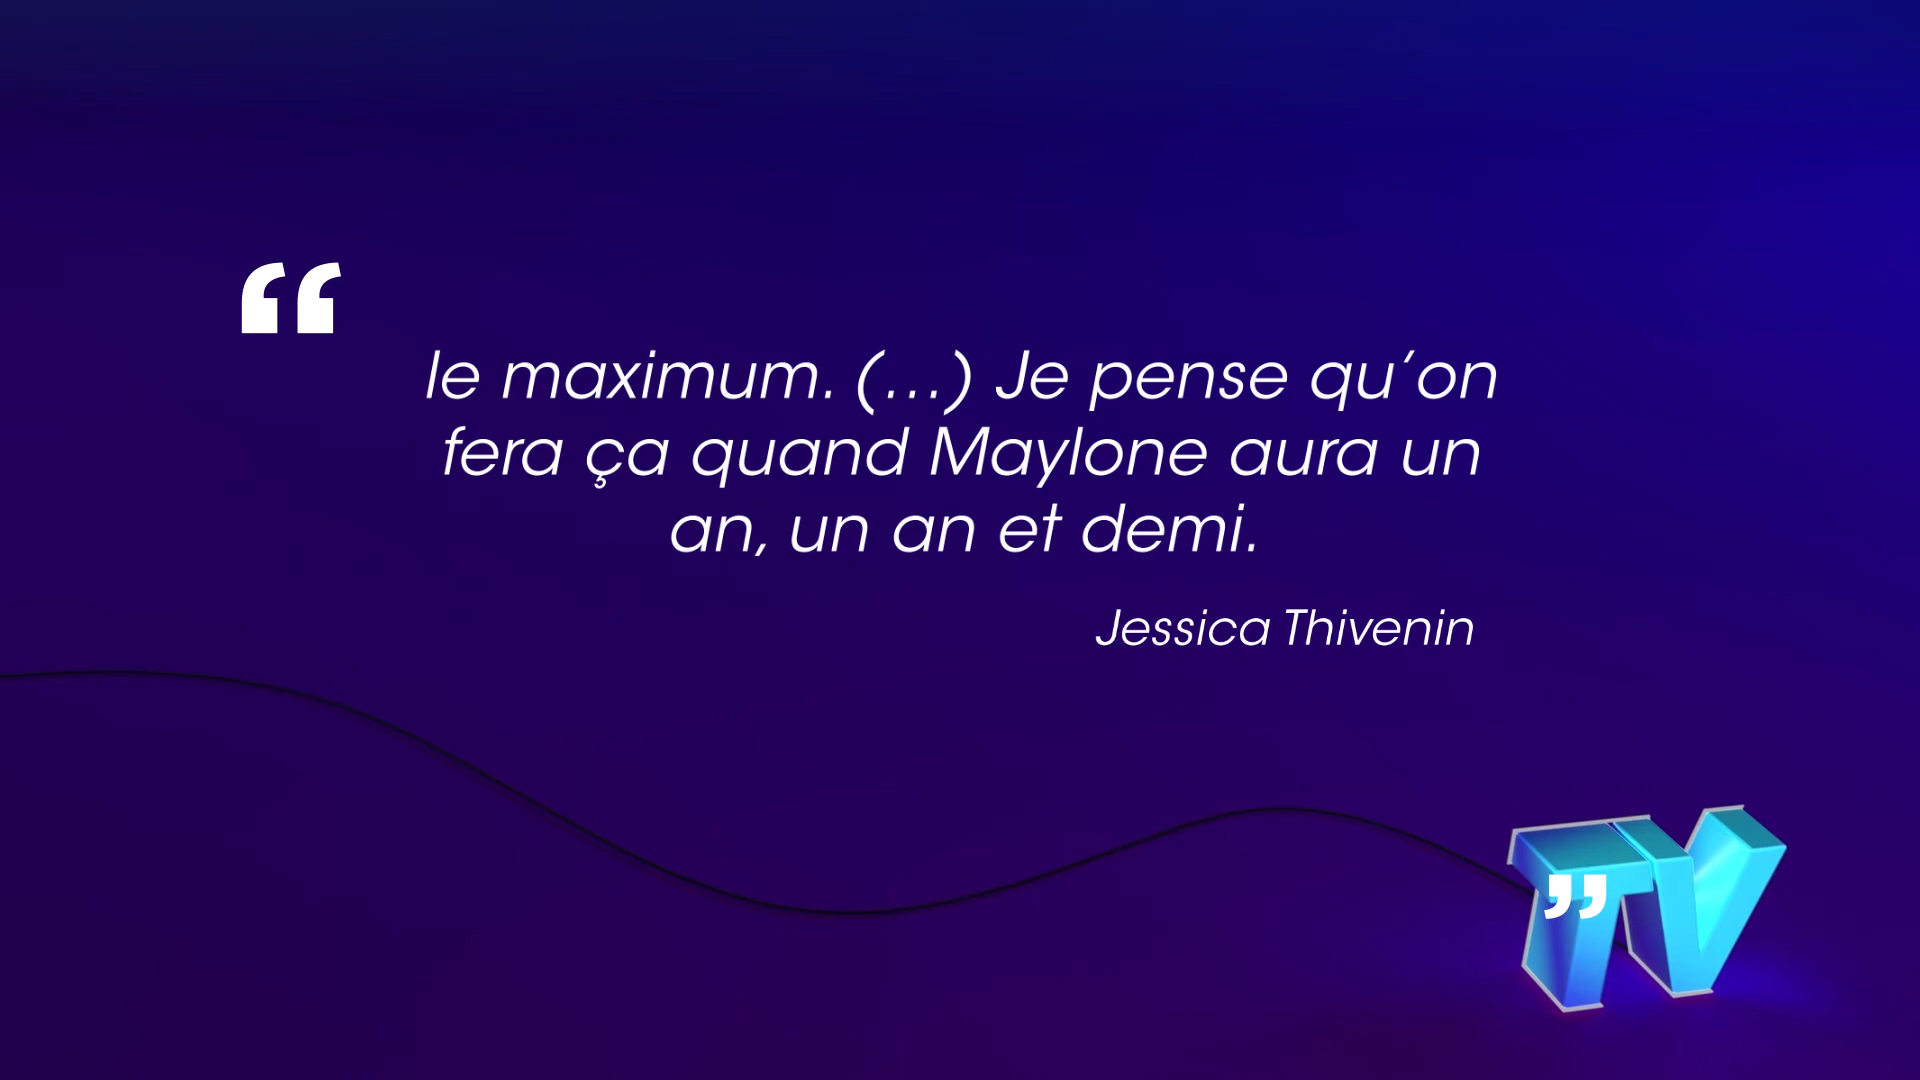 “
le maximum. (...) Je pense qu’on
fera ça quand Maylone aura un
an, un an et demi.
Jessica Thivenin
TV
”